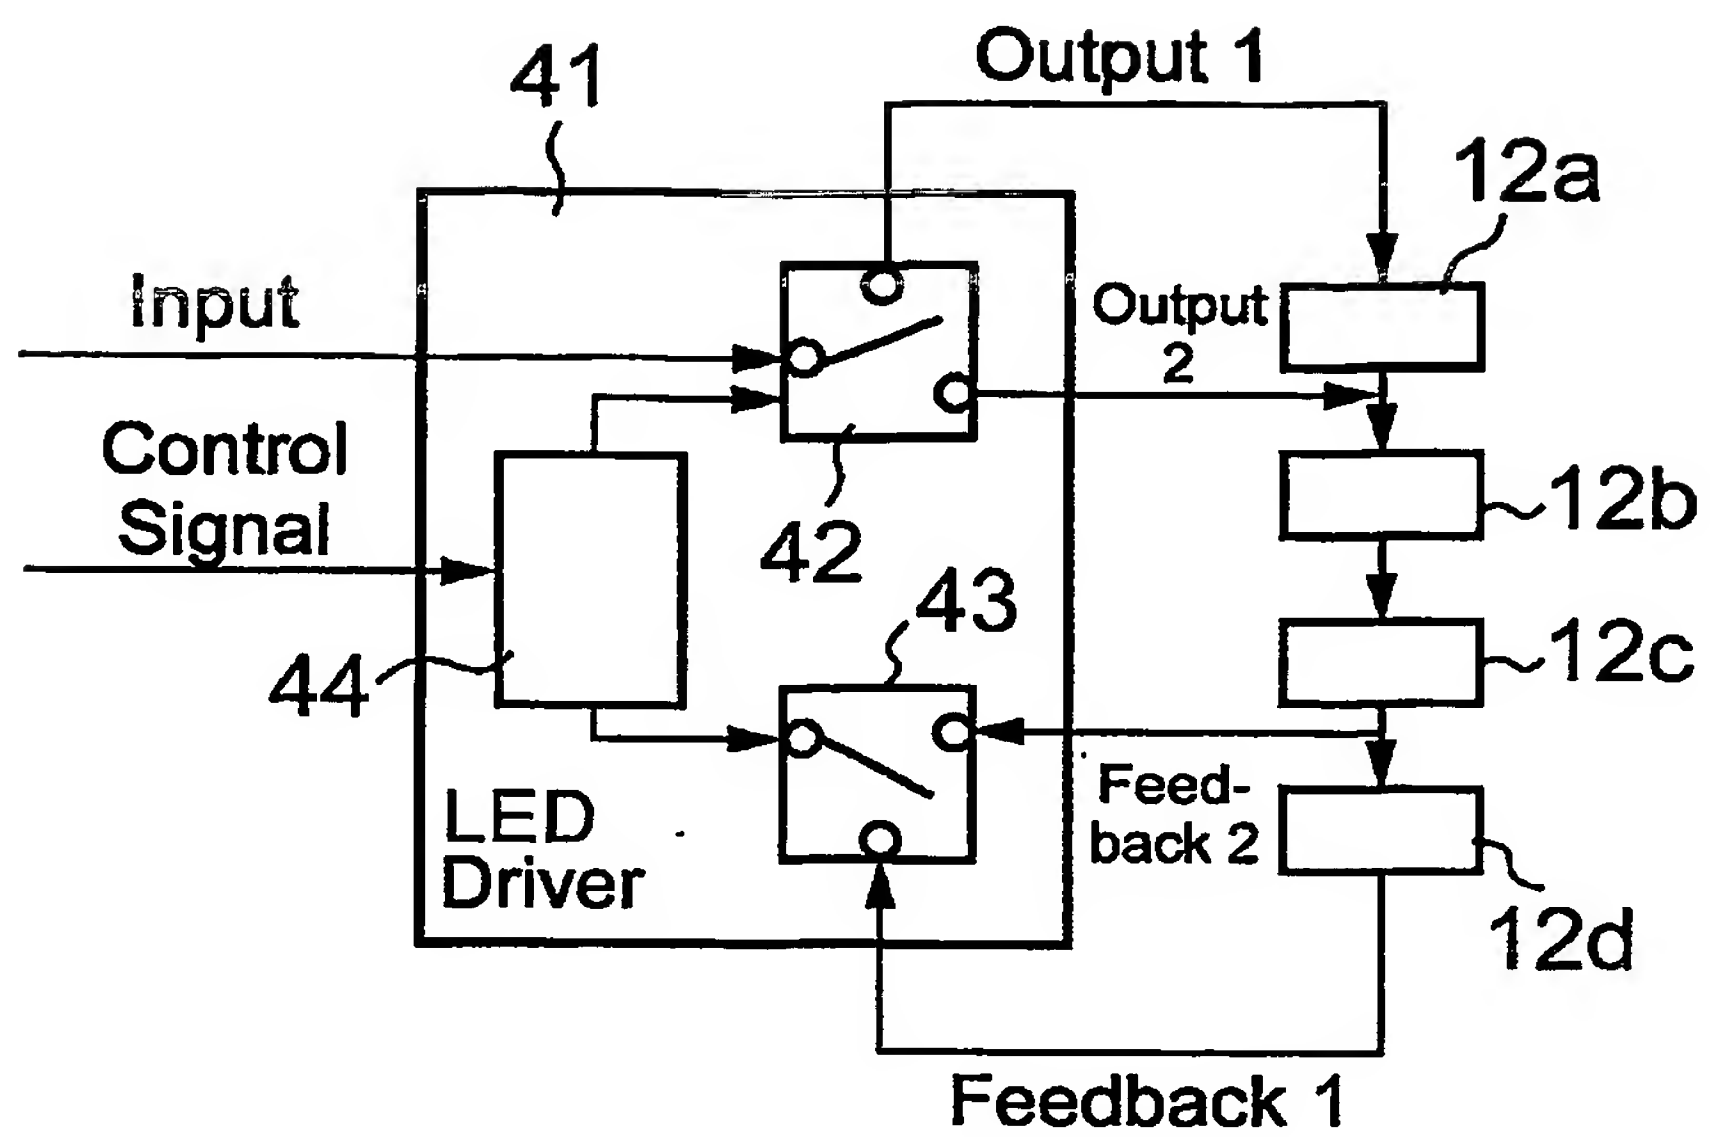 Output 1
41
12a
Input
Output
2
Control
Signal
42
12b
43
12c
44
LED
Driver
Feed-
back 2
12d
Feedback 1